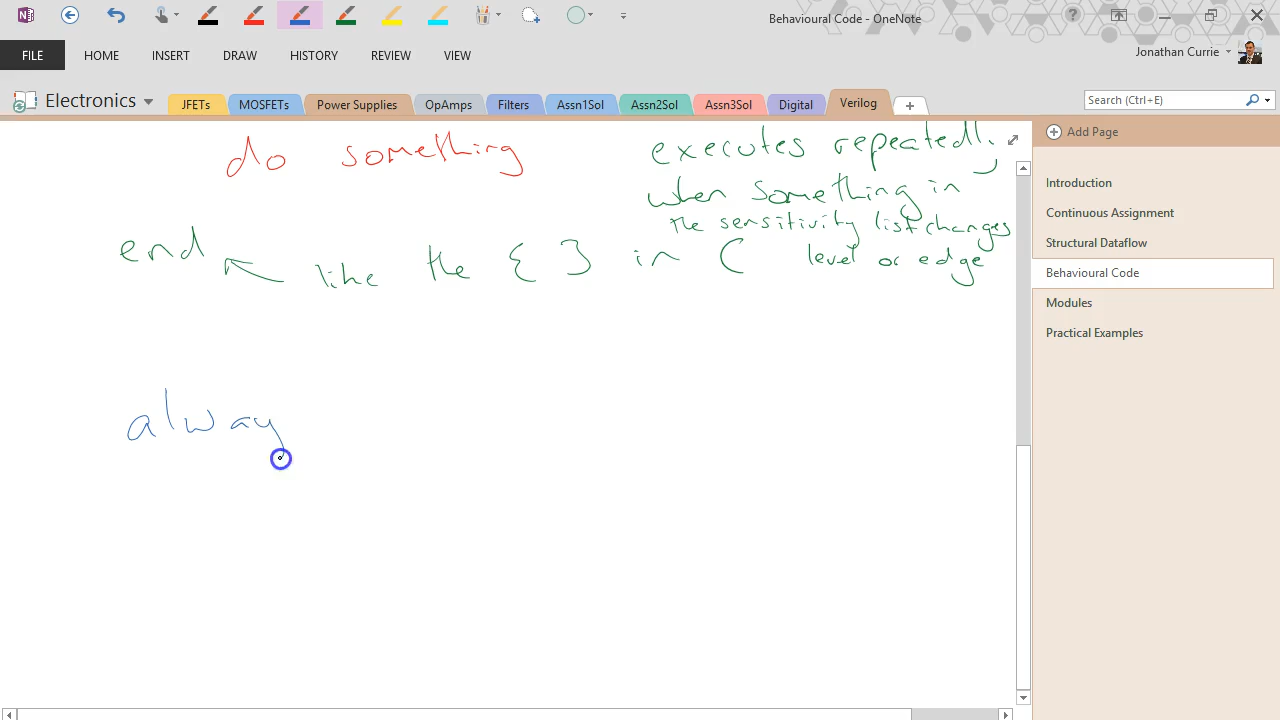 Behavioural Code - OneNote
FILE HOME INSERT DRAW HISTORY REVIEW VIEW
Jonathan Currie
Electronics
JFETs MOSFETs Power Supplies OpAmps Filters Assn1Sol Assn2Sol Assn3Sol Digital Verilog
Search (Ctrl+E)
Add Page
Introduction
Continuous Assignment
Structural Dataflow
Behavioural Code
Modules
Practical Examples
do something
executes repeatedly
when something in
the sensitivity list changes
level or edge
end
like the { } in C
alway